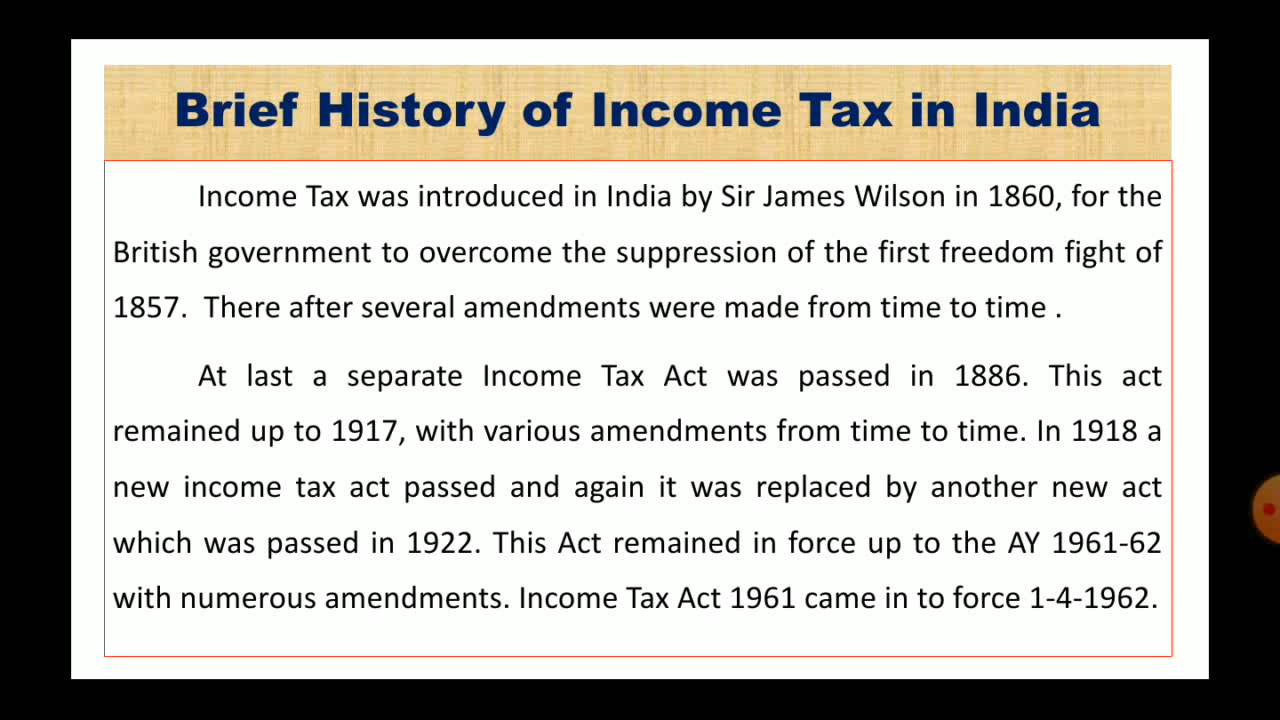 Brief History of Income Tax in India
Income Tax was introduced in India by Sir James Wilson in 1860, for the
British government to overcome the suppression of the first freedom fight of
1857.  There after several amendments were made from time to time .
At last a separate Income Tax Act was passed in 1886. This act
remained up to 1917, with various amendments from time to time. In 1918 a
new income tax act passed and again it was replaced by another new act
which was passed in 1922. This Act remained in force up to the AY 1961-62
with numerous amendments. Income Tax Act 1961 came in to force 1-4-1962.